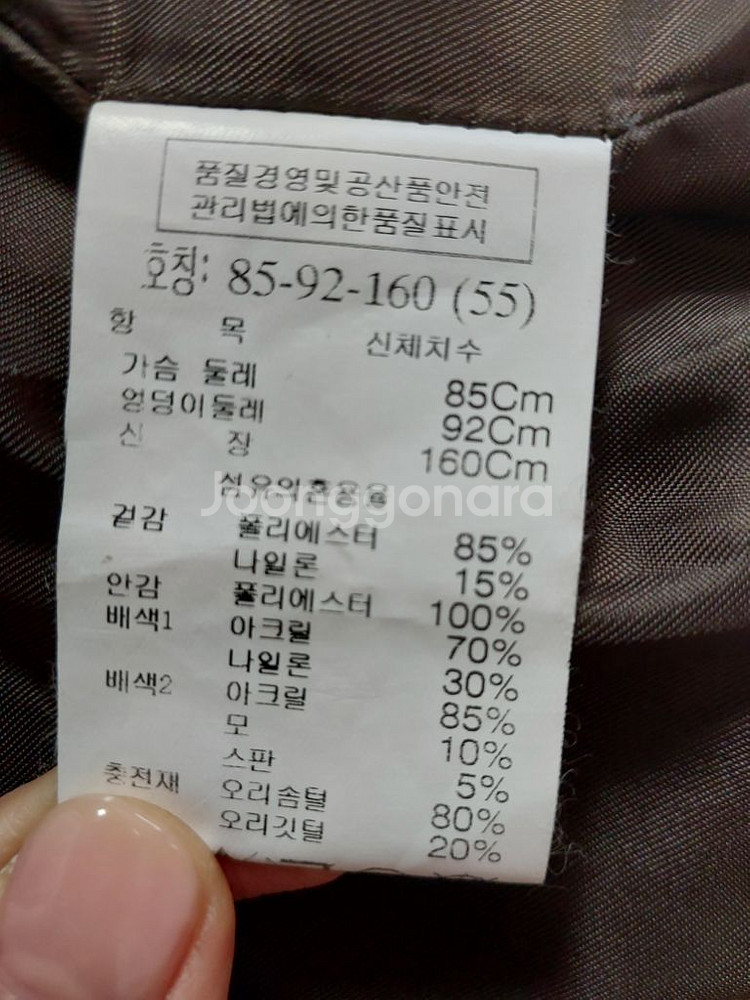 품질경영및공산품안전
관리법에의한품질표시
호칭: 85-92-160 (55)
항 목 신체치수
가슴 둘레 85Cm
엉덩이둘레 92Cm
신 장 160Cm
섬유의혼용율
Joonggonara
겉감 폴리에스터 85%
나일론 15%
안감 폴리에스터 100%
배색1 아크릴 70%
나일론 30%
배색2 아크릴 85%
모 10%
스판 5%
충전재 오리솜털 80%
오리깃털 20%